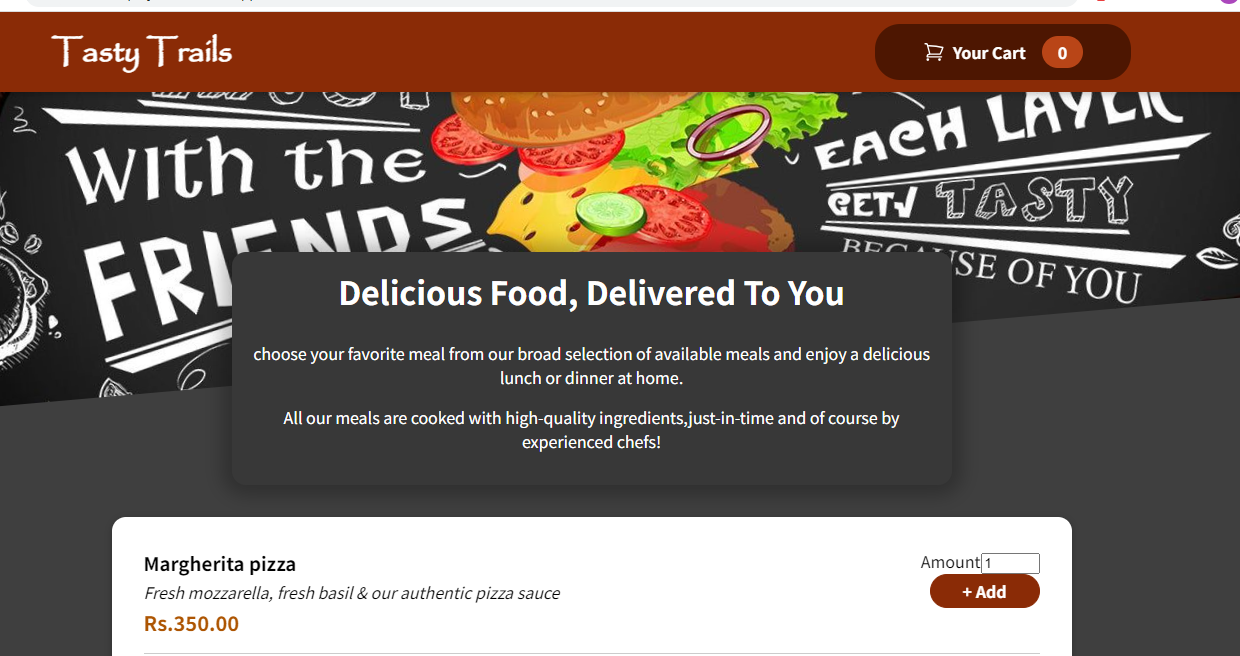 Tasty Trails
Your Cart 0
With the
FRIENDS
EACH LAYER
GET
TASTY
BECAUSE OF YOU
Delicious Food, Delivered To You
choose your favorite meal from our broad selection of available meals and enjoy a delicious
lunch or dinner at home.
All our meals are cooked with high-quality ingredients,just-in-time and of course by
experienced chefs!
Margherita pizza
Amount 1
Fresh mozzarella, fresh basil & our authentic pizza sauce
+ Add
Rs.350.00